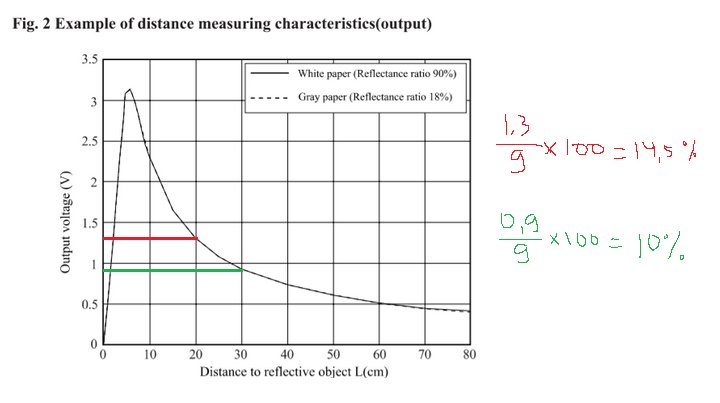 Fig. 2 Example of distance measuring characteristics(output)
3.5
3
2.5
2
1.5
1
0.5
0
Output voltage (V)
White paper (Reflectance ratio 90%)
Gray paper (Reflectance ratio 18%)
0 10 20 30 40 50 60 70 80
Distance to reflective object L(cm)
1,3
9 × 100 = 14,5 %
0,9
9 × 100 = 10%